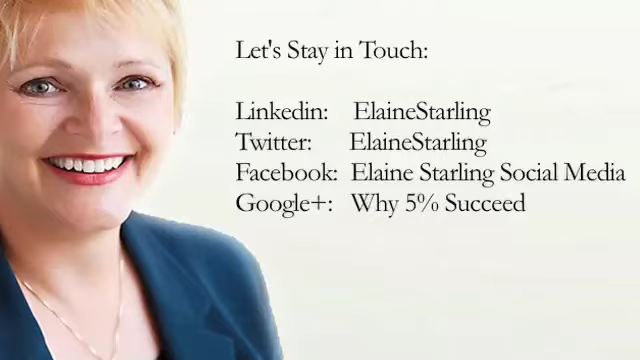 Let's Stay in Touch:
Linkedin: ElaineStarling
Twitter: ElaineStarling
Facebook: Elaine Starling Social Media
Google+: Why 5% Succeed